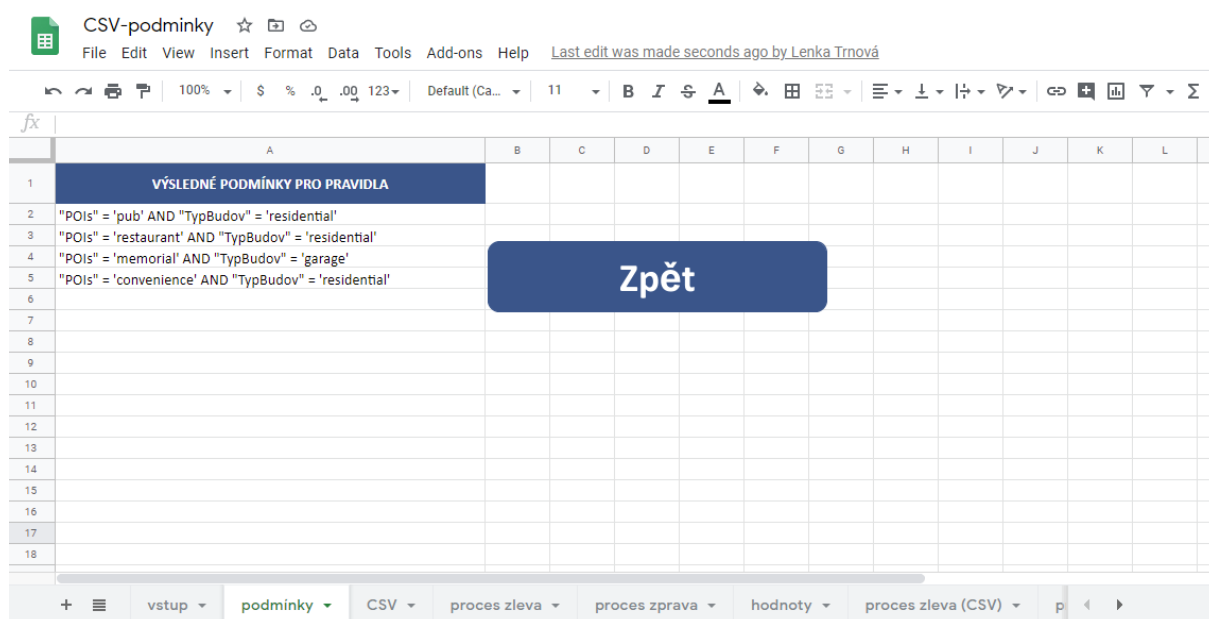 CSV-podminky
File Edit View Insert Format Data Tools Add-ons Help Last edit was made seconds ago by Lenka Trnová
100% $ % .0 .00 123 Default (Ca... 11 B I S A Σ
fx
A B C D E F G H I J K L
1 VÝSLEDNÉ PODMÍNKY PRO PRAVIDLA
2 "POIs" = 'pub' AND "TypBudov" = 'residential'
3 "POIs" = 'restaurant' AND "TypBudov" = 'residential'
4 "POIs" = 'memorial' AND "TypBudov" = 'garage'
5 "POIs" = 'convenience' AND "TypBudov" = 'residential'
Zpět
6
7
8
9
10
11
12
13
14
15
16
17
18
+ vstup podmínky CSV proces zleva proces zprava hodnoty proces zleva (CSV) p